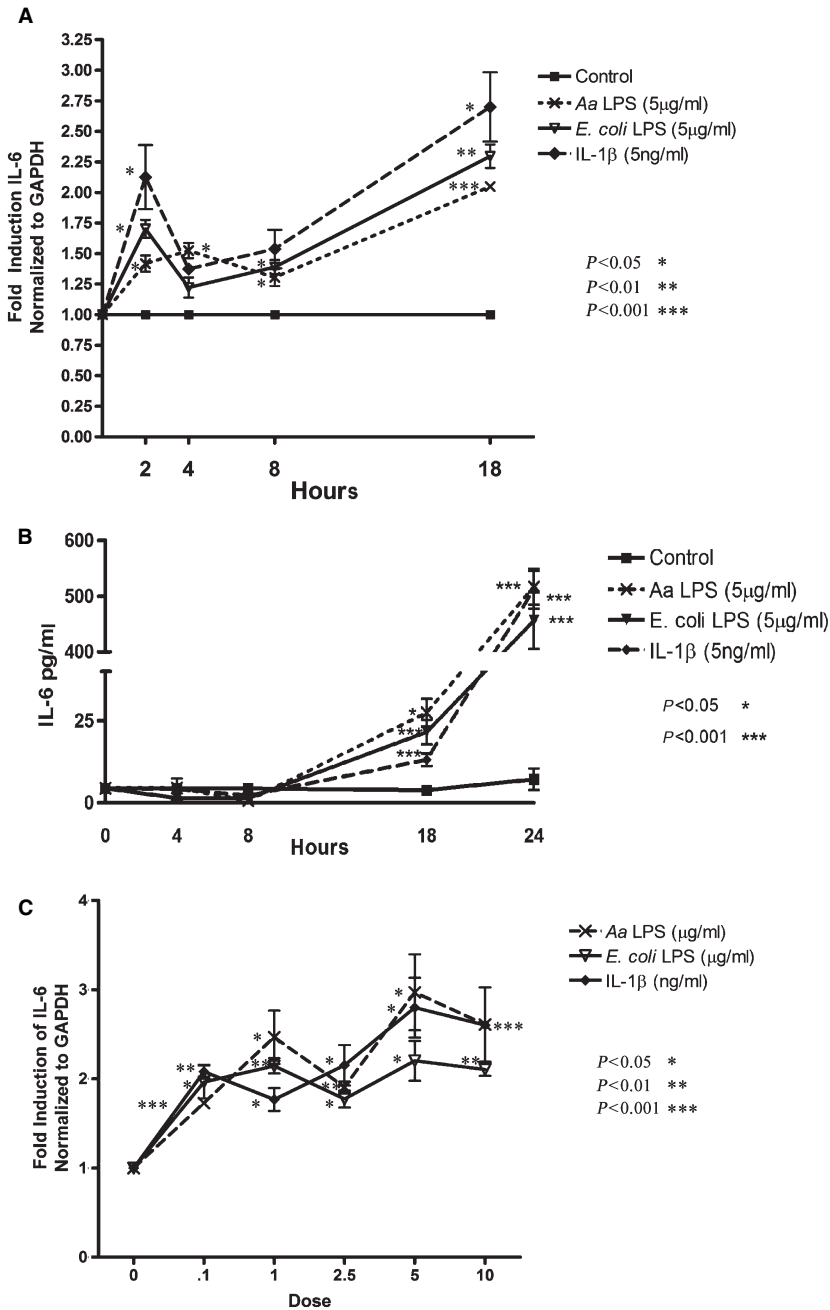 A
3.25
3.00
2.75
2.50
2.25
2.00
1.75
1.50
1.25
1.00
0.75
0.50
0.25
0.00
Fold Induction IL-6
Normalized to GAPDH
2 4 8 18
Hours
Control
Aa LPS (5µg/ml)
E. coli LPS (5µg/ml)
IL-1β (5ng/ml)
P<0.05 *
P<0.01 **
P<0.001 ***
*
*
*
*
*
*
*
**
***
B
600
500
400
25
0
IL-6 pg/ml
0 4 8 18 24
Hours
Control
Aa LPS (5µg/ml)
E. coli LPS (5µg/ml)
IL-1β (5ng/ml)
P<0.05 *
P<0.001 ***
*
***
***
***
***
***
C
4
3
2
1
0
Fold Induction of IL-6
Normalized to GAPDH
0 .1 1 2.5 5 10
Dose
Aa LPS (µg/ml)
E. coli LPS (µg/ml)
IL-1β (ng/ml)
P<0.05 *
P<0.01 **
P<0.001 ***
**
*
***
*
**
*
*
**
*
*
*
*
***
**